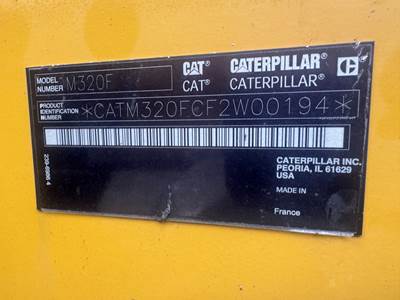 MODEL NUMBER M320F
CAT CATERPILLAR
CAT CATERPILLAR
PRODUCT IDENTIFICATION NUMBER *CATM320FCF2W00194*
CATERPILLAR INC.
PEORIA, IL 61629
USA
MADE IN
France